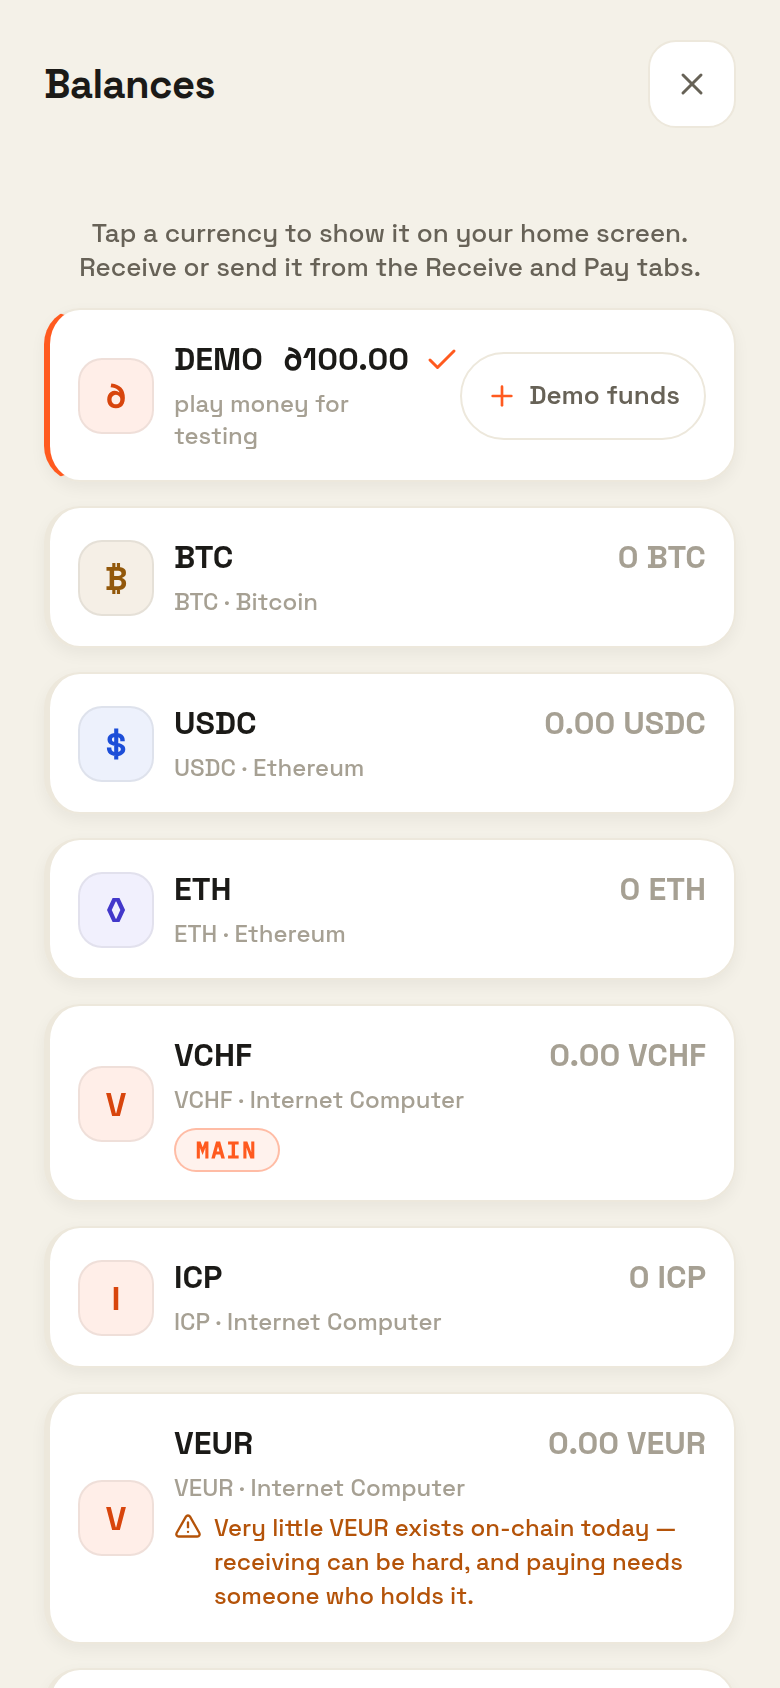 Balances
Tap a currency to show it on your home screen.
Receive or send it from the Receive and Pay tabs.
∂
DEMO ∂100.00
play money for
testing
Demo funds
₿
BTC
0 BTC
BTC · Bitcoin
$
USDC
0.00 USDC
USDC · Ethereum
ETH
0 ETH
ETH · Ethereum
V
VCHF
0.00 VCHF
VCHF · Internet Computer
MAIN
I
ICP
0 ICP
ICP · Internet Computer
V
VEUR
0.00 VEUR
VEUR · Internet Computer
Very little VEUR exists on-chain today —
receiving can be hard, and paying needs
someone who holds it.